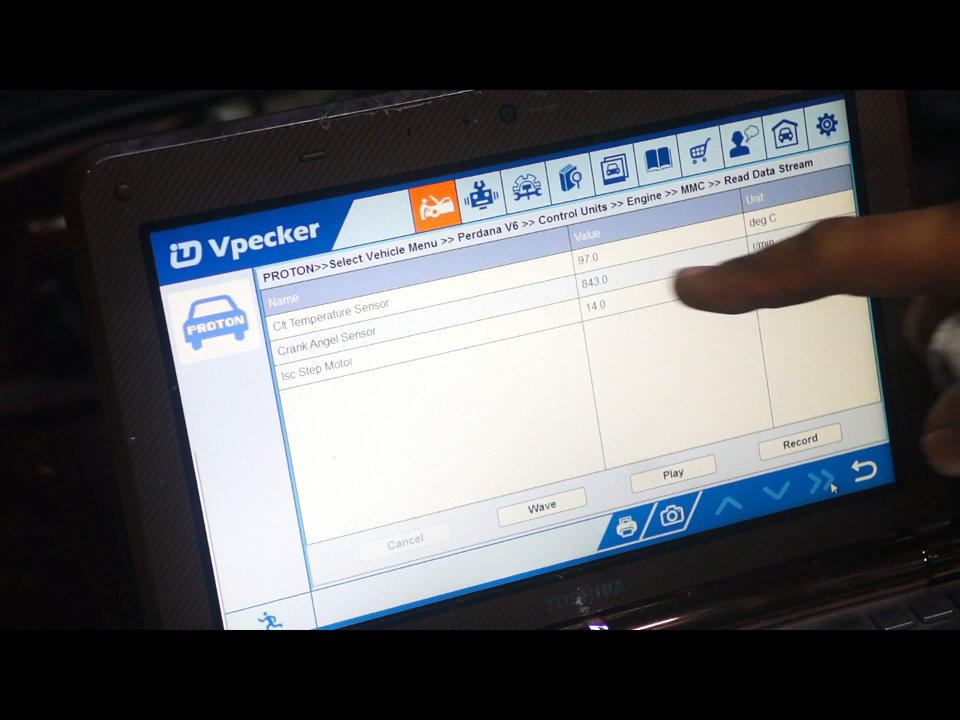 Vpecker
PROTON>>Select Vehicle Menu >> Perdana V6 >> Control Units >> Engine >> MMC >> Read Data Stream
PROTON
Name Value Unit
Clt Temperature Sensor 97.0 deg C
Crank Angel Sensor 843.0 r/min
Isc Step Motor 14.0
Cancel Wave Play Record
TOSHIBA